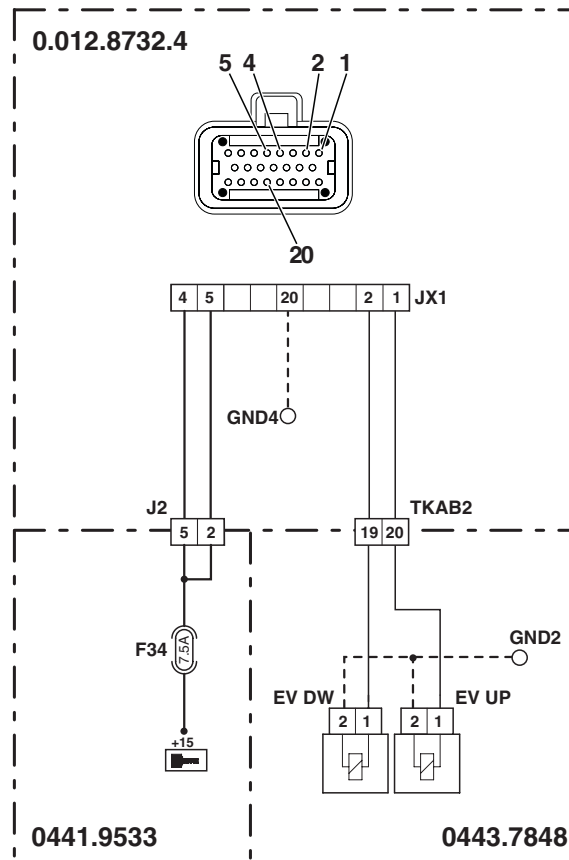 0.012.8732.4
5 4 2 1
20
4 5 20 2 1 JX1
GND4
J2 TKAB2
5 2 19 20
F34 7.5A
GND2
EV DW EV UP
2 1 2 1
+15
0441.9533 0443.7848